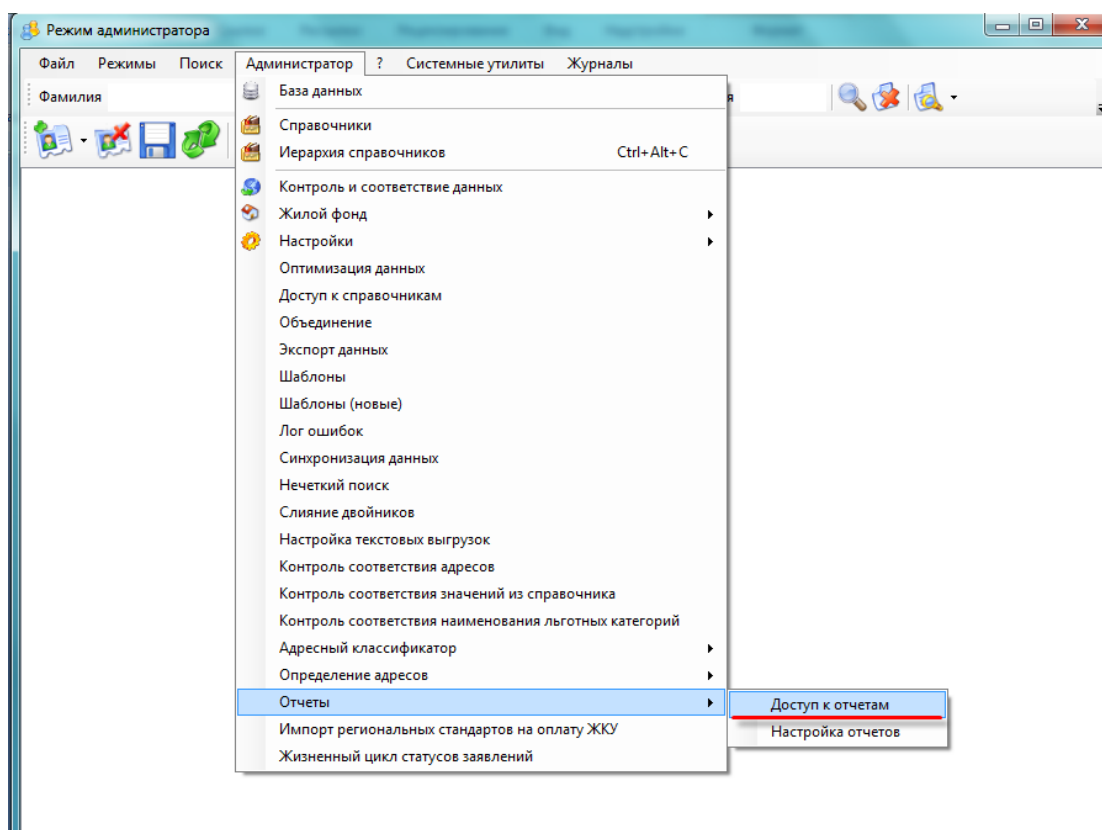 Режим администратора
Файл Режимы Поиск Администратор ? Системные утилиты Журналы
Фамилия я
База данных
Справочники
Иерархия справочников Ctrl+Alt+C
Контроль и соответствие данных
Жилой фонд
Настройки
Оптимизация данных
Доступ к справочникам
Объединение
Экспорт данных
Шаблоны
Шаблоны (новые)
Лог ошибок
Синхронизация данных
Нечеткий поиск
Слияние двойников
Настройка текстовых выгрузок
Контроль соответствия адресов
Контроль соответствия значений из справочника
Контроль соответствия наименования льготных категорий
Адресный классификатор
Определение адресов
Отчеты
Доступ к отчетам
Импорт региональных стандартов на оплату ЖКУ
Настройка отчетов
Жизненный цикл статусов заявлений